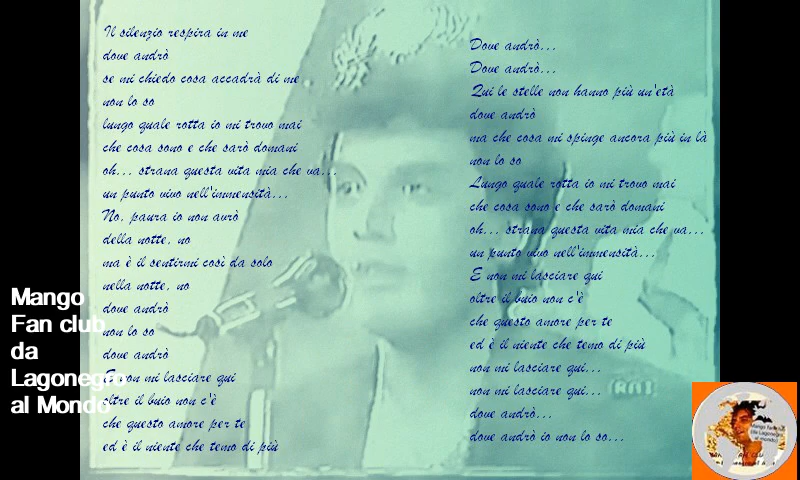 Il silenzio respira in me
dove andrò
se mi chiedo cosa accadrà di me
non lo so
lungo quale rotta io mi trovo mai
che cosa sono e che sarò domani
oh... strana questa vita mia che va...
un punto vivo nell'immensità...
No, paura io non avrò
della notte, no
ma è il sentirmi così da solo
nella notte, no
dove andrò
non lo so
dove andrò
E non mi lasciare qui
oltre il buio non c'è
che questo amore per te
ed è il niente che temo di più
Dove andrò...
Dove andrò...
Qui le stelle non hanno più un'età
dove andrò
ma che cosa mi spinge ancora più in là
non lo so
Lungo quale rotta io mi trovo mai
che cosa sono e che sarò domani
oh... strana questa vita mia che va...
un punto vivo nell'immensità...
E non mi lasciare qui
oltre il buio non c'è
che questo amore per te
ed è il niente che temo di più
non mi lasciare qui...
non mi lasciare qui...
dove andrò...
dove andrò io non lo so...
Mango
Fan club
da
Lagonegro
al Mondo
RAI
Mango fan club
da Lagonegro
al mondo